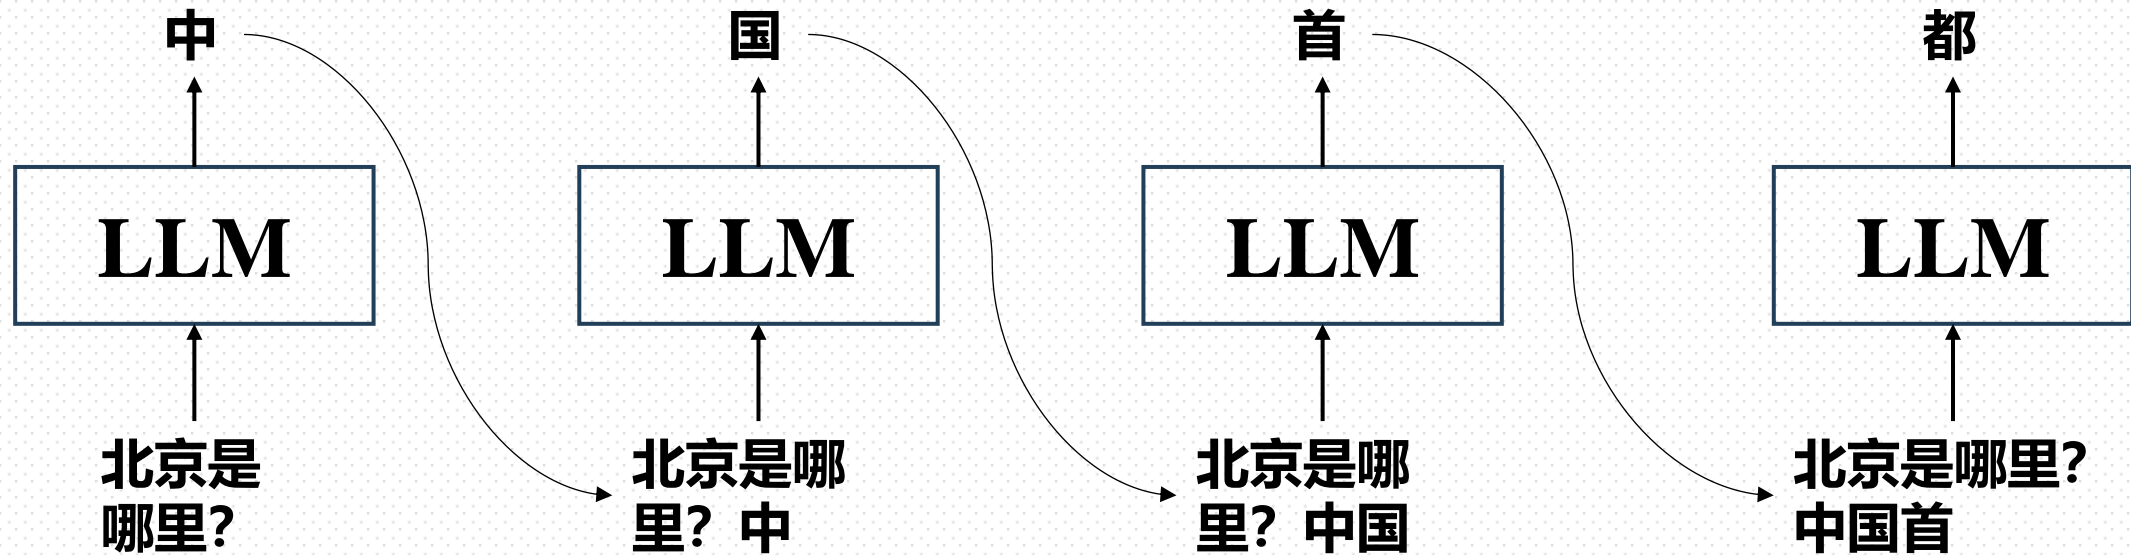 中
国
首
都
LLM
LLM
LLM
LLM
北京是
哪里？
北京是哪
里？中
北京是哪
里？中国
北京是哪里？
中国首